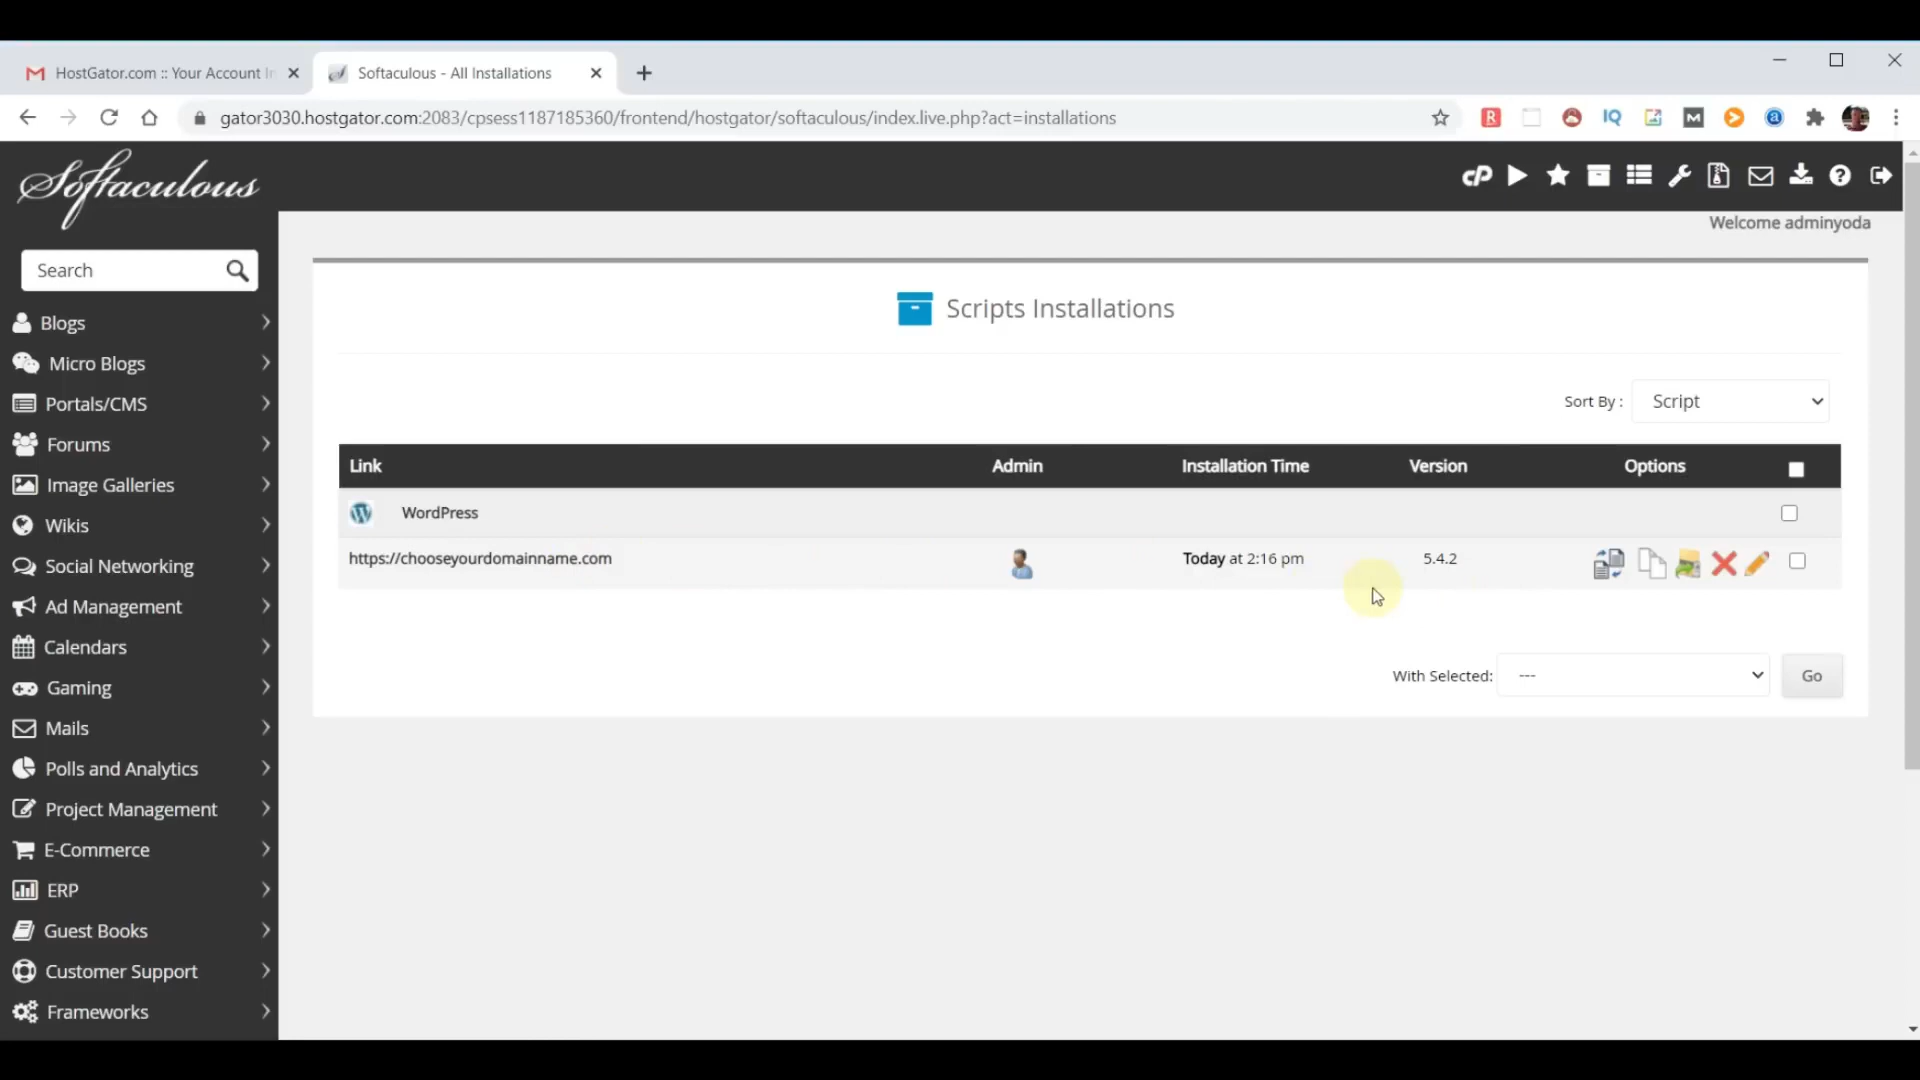 HostGator.com :: Your Account In
Softaculous - All Installations
gator3030.hostgator.com:2083/cpsess1187185360/frontend/hostgator/softaculous/index.live.php?act=installations
R
IQ
M
a
Softaculous
cP
Welcome adminyoda
Search
Blogs
Micro Blogs
Portals/CMS
Forums
Image Galleries
Wikis
Social Networking
Ad Management
Calendars
Gaming
Mails
Polls and Analytics
Project Management
E-Commerce
ERP
Guest Books
Customer Support
Frameworks
Scripts Installations
Sort By : Script
Link Admin Installation Time Version Options
WordPress
https://chooseyourdomainname.com Today at 2:16 pm 5.4.2
With Selected: --- Go